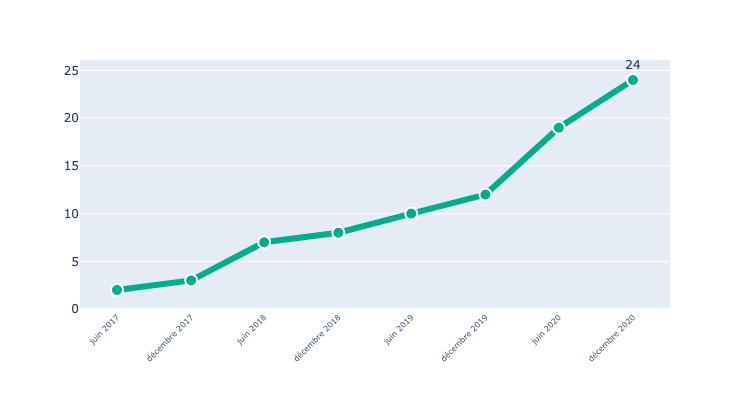 24
25
20
15
10
5
0
juin 2017
décembre 2017
juin 2018
décembre 2018
juin 2019
décembre 2019
juin 2020
décembre 2020